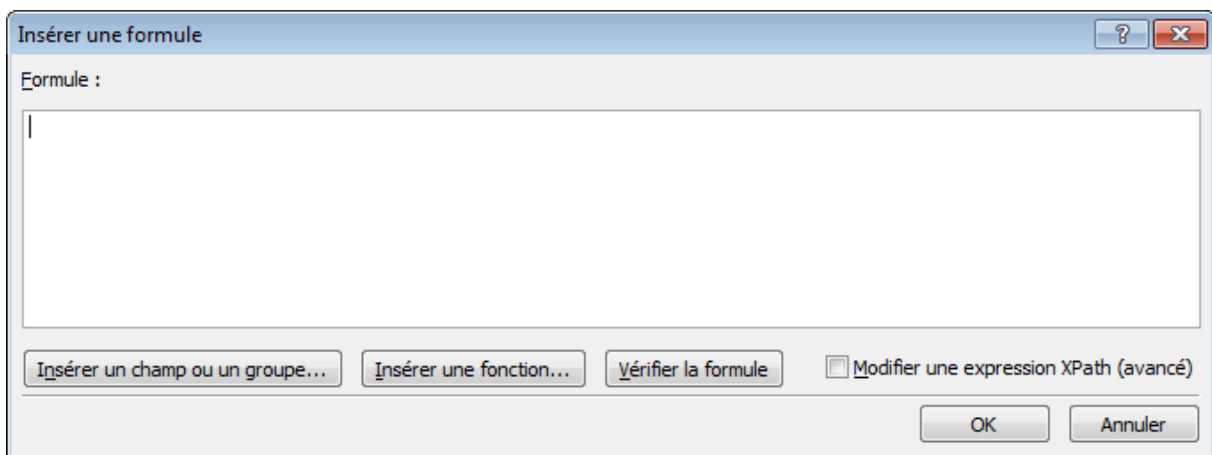 Insérer une formule
Formule :
Insérer un champ ou un groupe... Insérer une fonction... Vérifier la formule Modifier une expression XPath (avancé)
OK Annuler